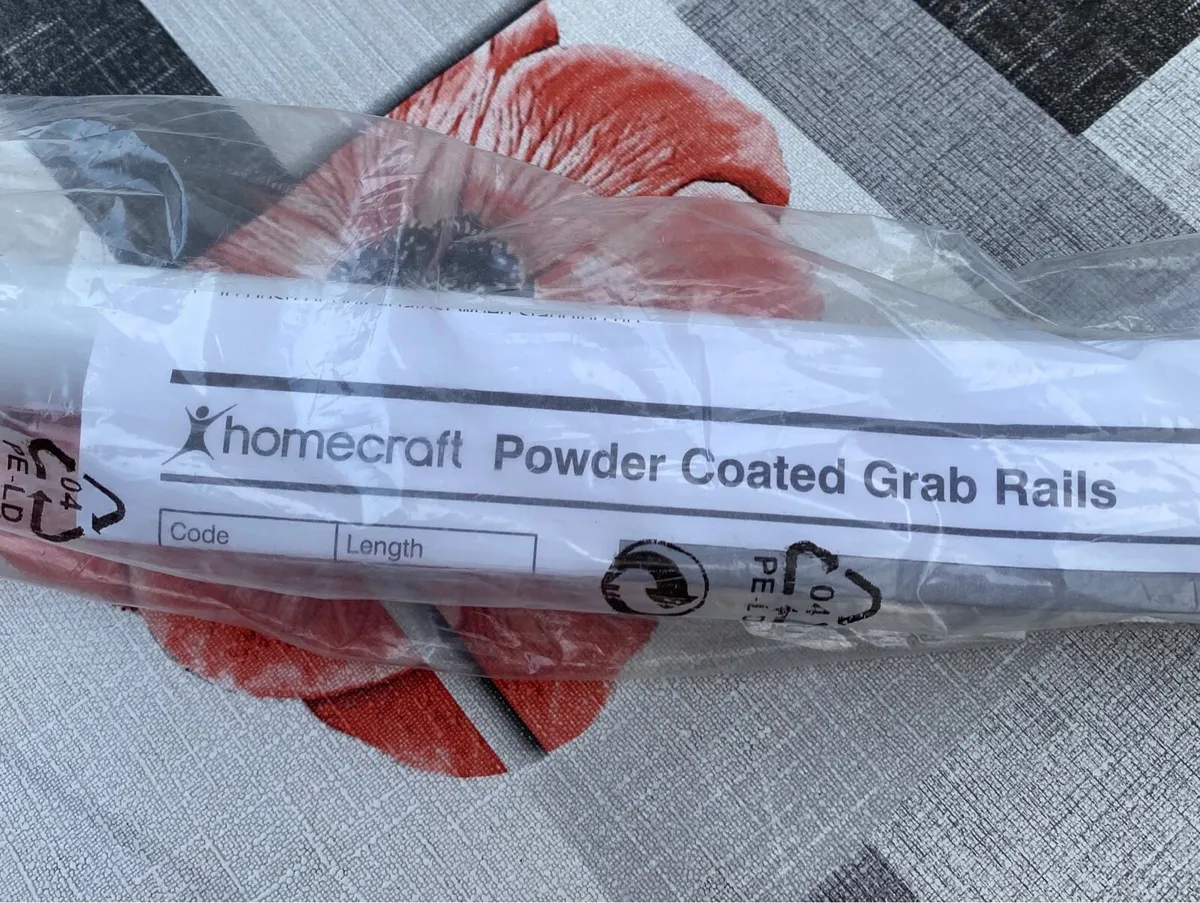 homecraft Powder Coated Grab Rails
Code Length
04
PE-LD
04
PE-LD